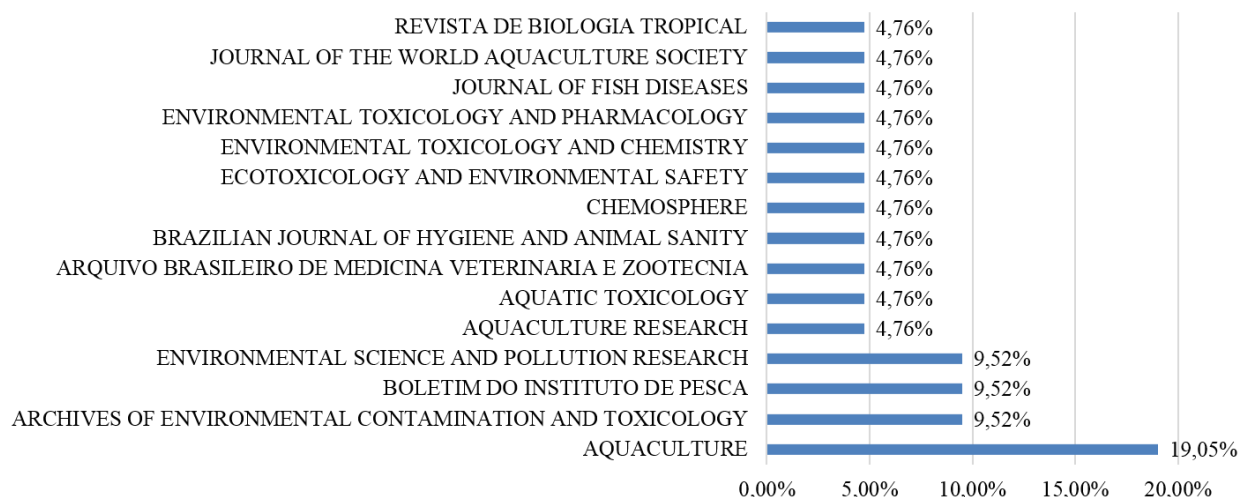 REVISTA DE BIOLOGIA TROPICAL 4,76%
JOURNAL OF THE WORLD AQUACULTURE SOCIETY 4,76%
JOURNAL OF FISH DISEASES 4,76%
ENVIRONMENTAL TOXICOLOGY AND PHARMACOLOGY 4,76%
ENVIRONMENTAL TOXICOLOGY AND CHEMISTRY 4,76%
ECOTOXICOLOGY AND ENVIRONMENTAL SAFETY 4,76%
CHEMOSPHERE 4,76%
BRAZILIAN JOURNAL OF HYGIENE AND ANIMAL SANITY 4,76%
ARQUIVO BRASILEIRO DE MEDICINA VETERINARIA E ZOOTECNIA 4,76%
AQUATIC TOXICOLOGY 4,76%
AQUACULTURE RESEARCH 4,76%
ENVIRONMENTAL SCIENCE AND POLLUTION RESEARCH 9,52%
BOLETIM DO INSTITUTO DE PESCA 9,52%
ARCHIVES OF ENVIRONMENTAL CONTAMINATION AND TOXICOLOGY 9,52%
AQUACULTURE 19,05%
0,00% 5,00% 10,00% 15,00% 20,00%